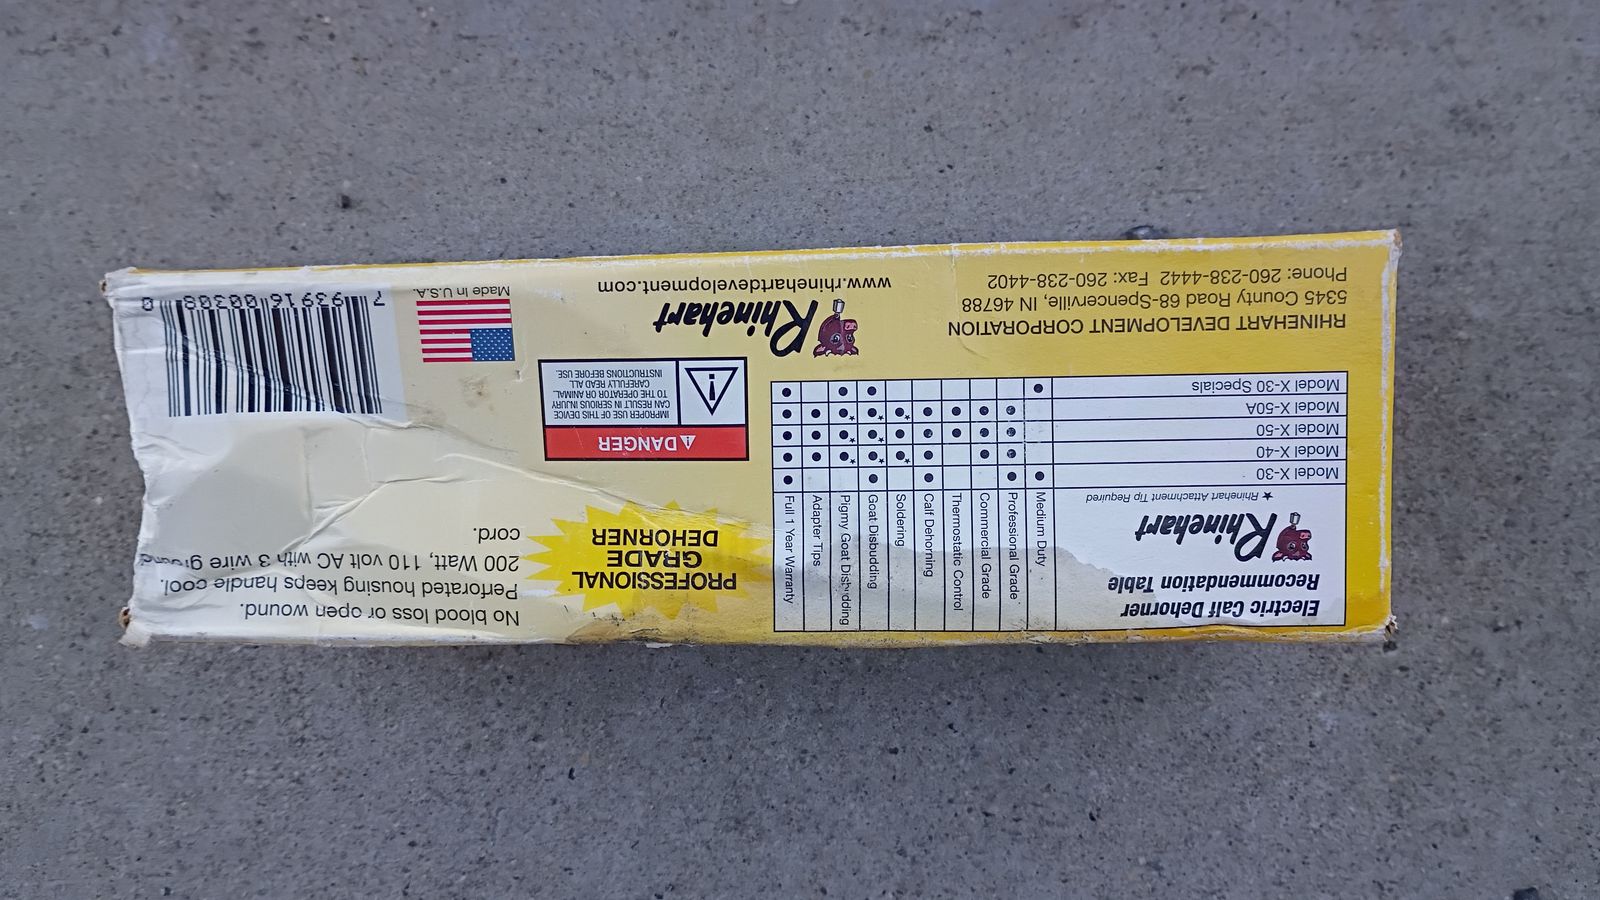 Electric Calf Dehorner
Recommendation Table
Rhinehart
★ Rhinehart Attachment Tip Required
Medium Duty
Professional Grade
Commercial Grade
Thermostatic Control
Calf Dehorning
Soldering
Goat Disbudding
Pigmy Goat Disbudding
Adapter Tips
Full 1 Year Warranty
Model X-30
Model X-40
Model X-50
Model X-50A
Model X-30 Specials
RHINEHART DEVELOPMENT CORPORATION
5345 County Road 68-Spencerville, IN 46788
Phone: 260-238-4442 Fax: 260-238-4402
PROFESSIONAL
GRADE
DEHORNER
DANGER
IMPROPER USE OF THIS DEVICE
CAN RESULT IN SERIOUS INJURY
TO THE OPERATOR OR ANIMAL.
CAREFULLY READ ALL
INSTRUCTIONS BEFORE USE.
Rhinehart
www.rhinehartdevelopment.com
No blood loss or open wound.
Perforated housing keeps handle cool.
200 Watt, 110 volt AC with 3 wire ground
cord.
Made in U.S.A.
7 93916 00308 0